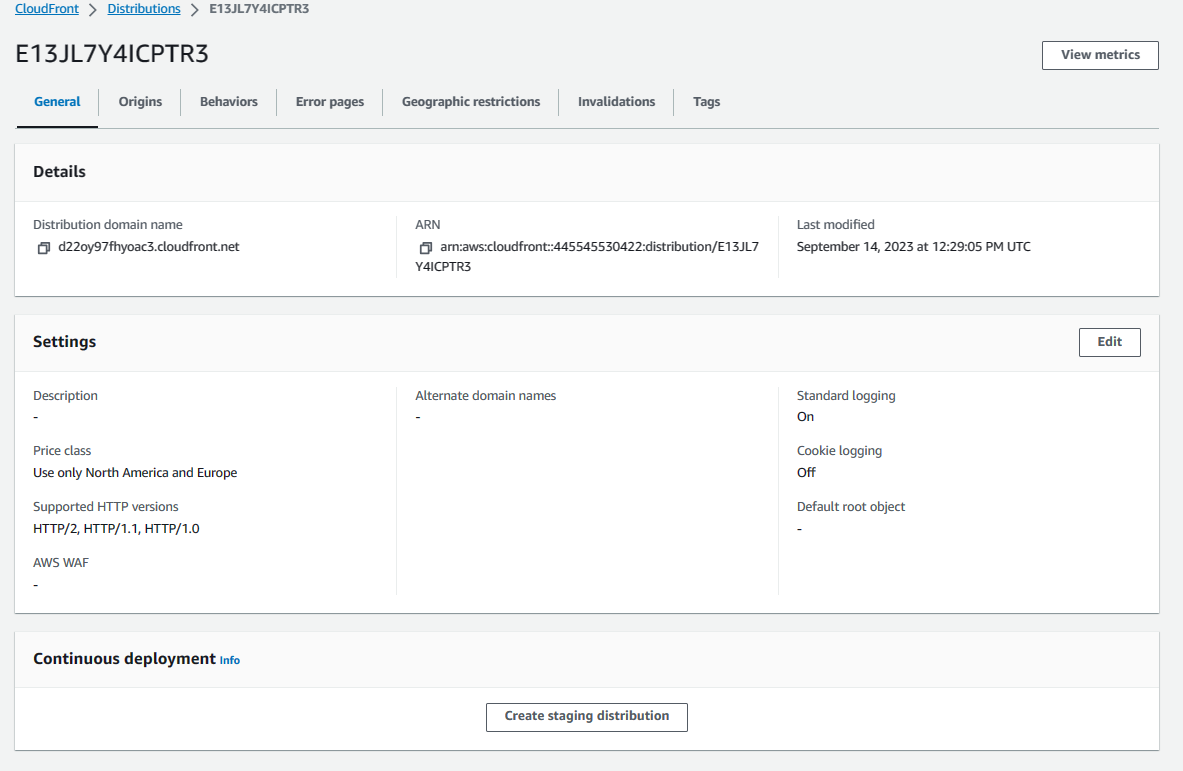 CloudFront > Distributions > E13JL7Y4ICPTR3
E13JL7Y4ICPTR3
View metrics
General Origins Behaviors Error pages Geographic restrictions Invalidations Tags
Details
Distribution domain name
d22oy97fhyoac3.cloudfront.net
ARN
arn:aws:cloudfront::445545530422:distribution/E13JL7
Y4ICPTR3
Last modified
September 14, 2023 at 12:29:05 PM UTC
Settings
Edit
Description
-
Price class
Use only North America and Europe
Supported HTTP versions
HTTP/2, HTTP/1.1, HTTP/1.0
AWS WAF
-
Alternate domain names
-
Standard logging
On
Cookie logging
Off
Default root object
-
Continuous deployment Info
Create staging distribution